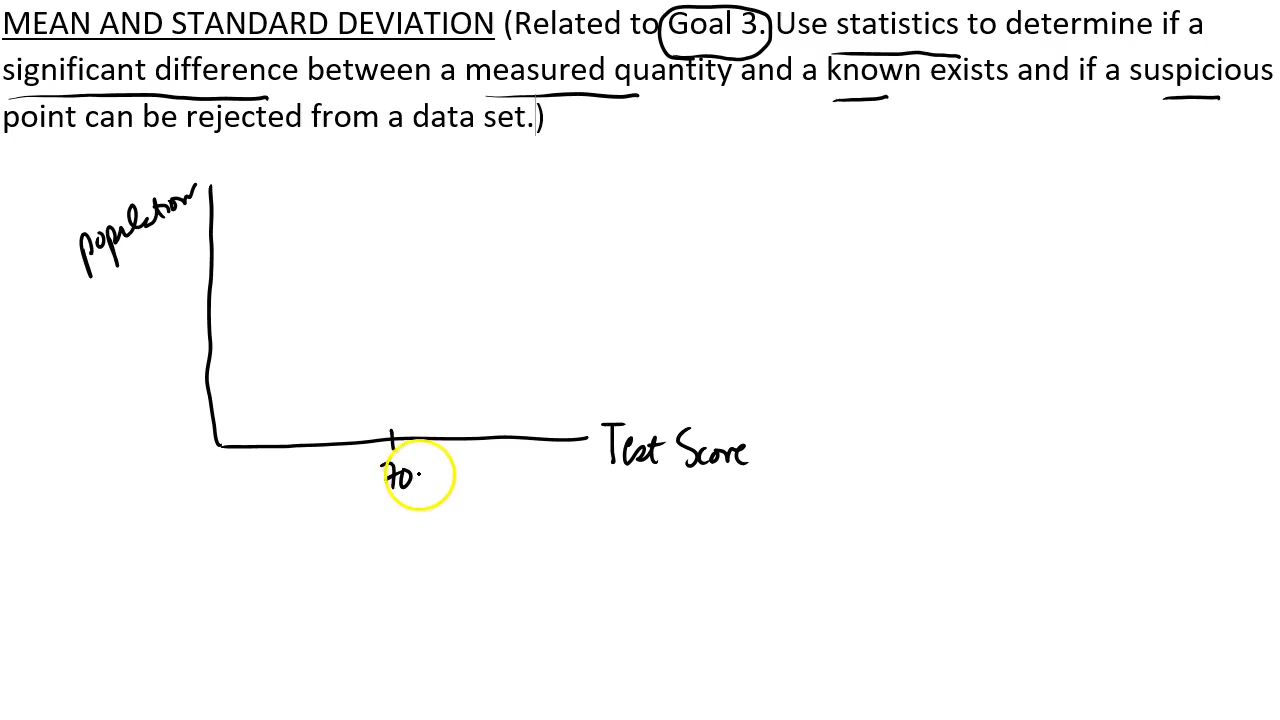 MEAN AND STANDARD DEVIATION (Related to Goal 3. Use statistics to determine if a
significant difference between a measured quantity and a known exists and if a suspicious
point can be rejected from a data set.)
population
Test Score
70.